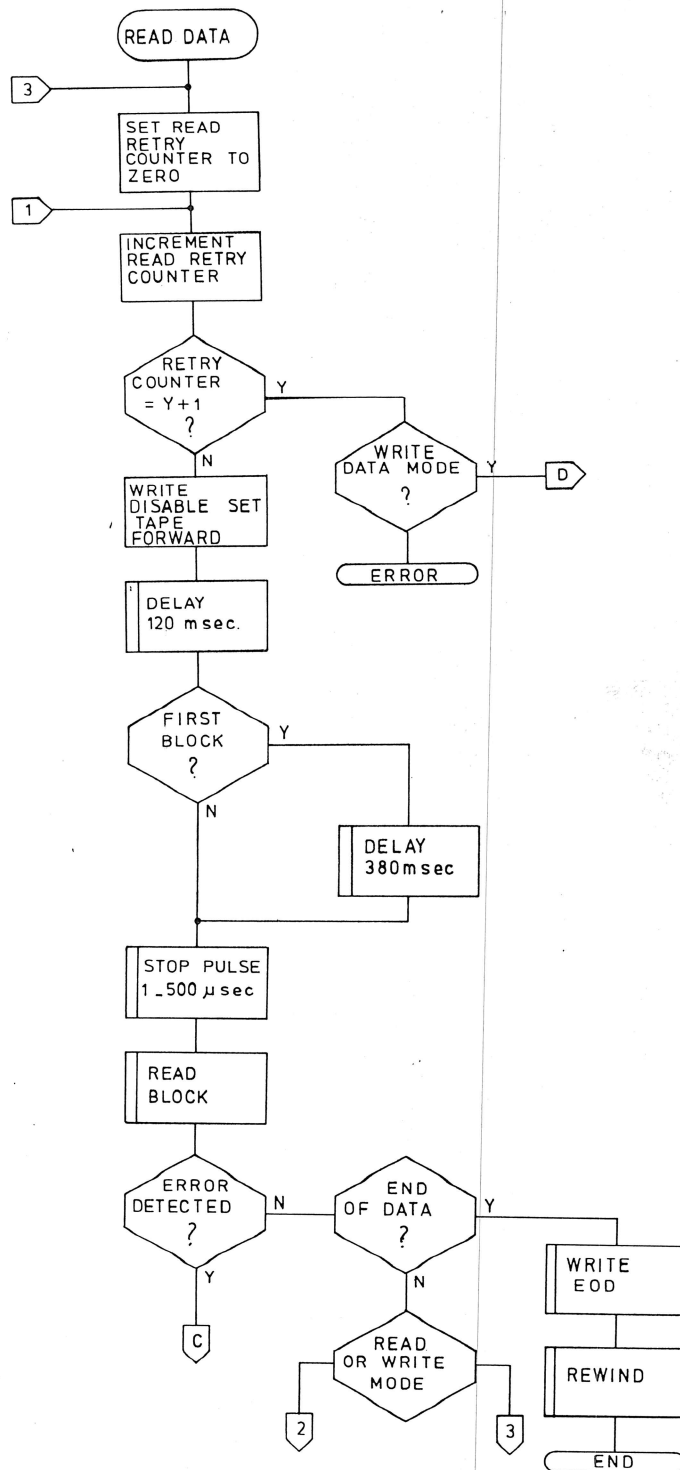 READ DATA
3
SET READ
RETRY
COUNTER TO
ZERO
1
INCREMENT
READ RETRY
COUNTER
RETRY
COUNTER
= Y+1
?
Y
N
WRITE
DATA MODE
?
Y
D
ERROR
WRITE
DISABLE SET
TAPE
FORWARD
DELAY
120 msec.
FIRST
BLOCK
?
Y
N
DELAY
380msec
STOP PULSE
1_500 µsec
READ
BLOCK
ERROR
DETECTED
?
N
Y
C
END
OF DATA
?
Y
N
WRITE
EOD
REWIND
END
READ
OR WRITE
MODE
2
3